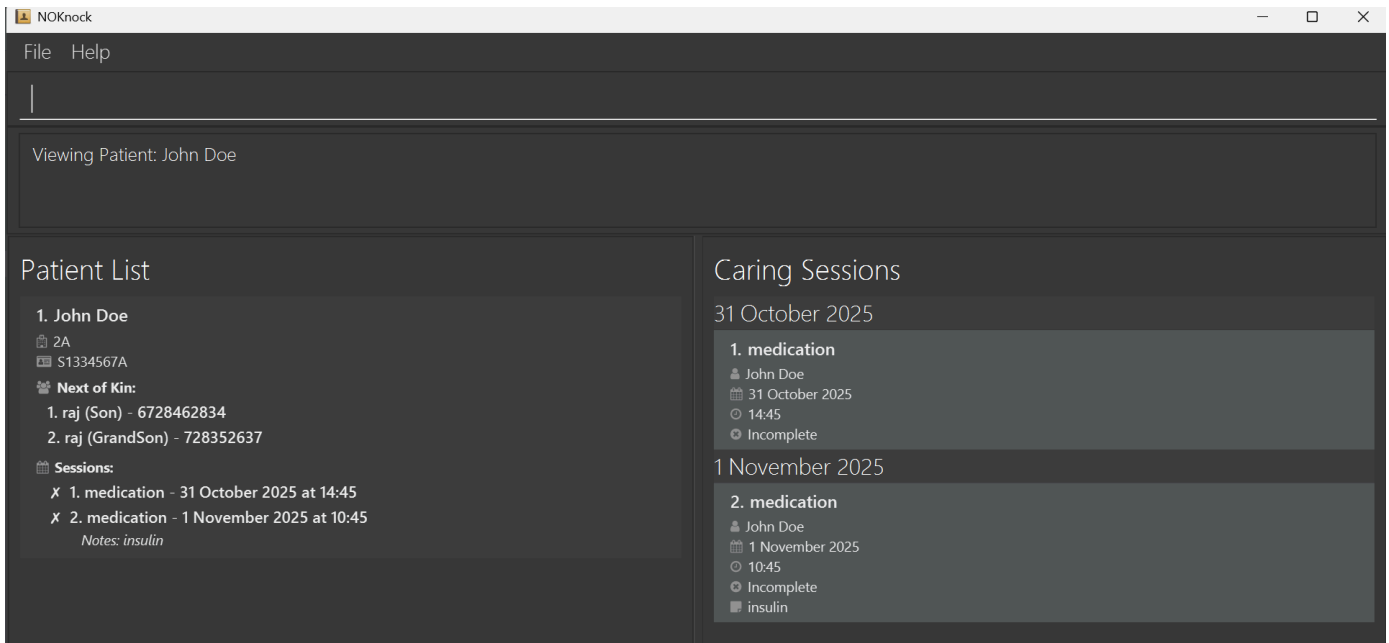 NOKnock
File Help
Viewing Patient: John Doe
Patient List
1. John Doe
2A
S1334567A
Next of Kin:
1. raj (Son) - 6728462834
2. raj (GrandSon) - 728352637
Sessions:
✗ 1. medication - 31 October 2025 at 14:45
✗ 2. medication - 1 November 2025 at 10:45
Notes: insulin
Caring Sessions
31 October 2025
1. medication
John Doe
31 October 2025
14:45
Incomplete
1 November 2025
2. medication
John Doe
1 November 2025
10:45
Incomplete
insulin